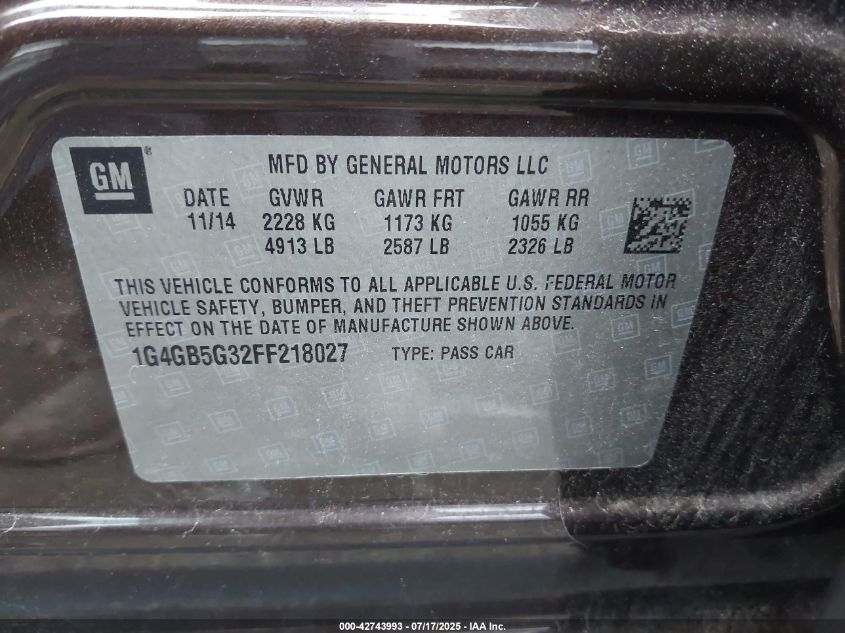 GM ®
MFD BY GENERAL MOTORS LLC
DATE GVWR GAWR FRT GAWR RR
11/14 2228 KG 1173 KG 1055 KG
4913 LB 2587 LB 2326 LB
THIS VEHICLE CONFORMS TO ALL APPLICABLE U.S. FEDERAL MOTOR
VEHICLE SAFETY, BUMPER, AND THEFT PREVENTION STANDARDS IN
EFFECT ON THE DATE OF MANUFACTURE SHOWN ABOVE.
1G4GB5G32FF218027 TYPE: PASS CAR
000-42743993 - 07/17/2025 - IAA Inc.